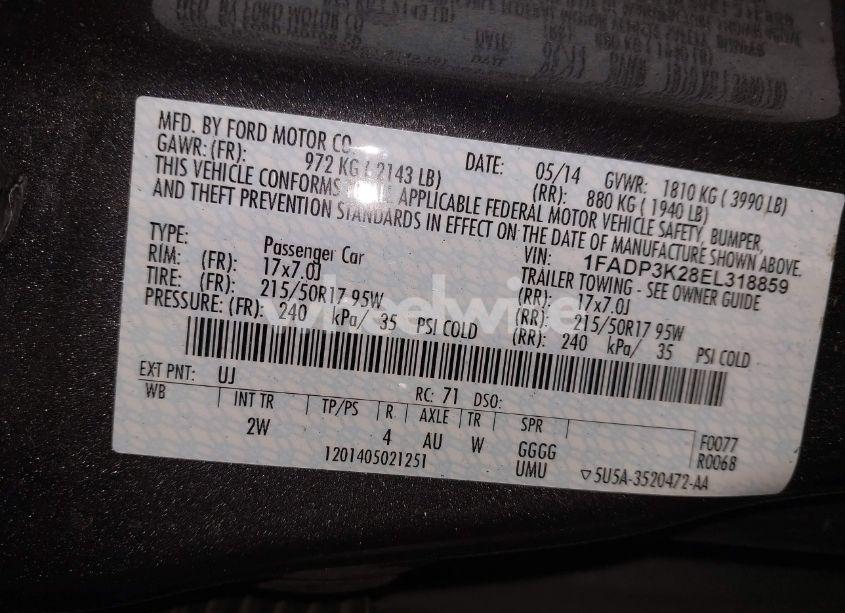 MFD. BY FORD MOTOR CO.
DATE: 05/14 GVWR: 1810 KG ( 3990 LB)
GAWR: (FR): 972 KG ( 2143 LB) (RR): 880 KG ( 1940 LB)
THIS VEHICLE CONFORMS APPLICABLE FEDERAL MOTOR VEHICLE SAFETY, BUMPER,
AND THEFT PREVENTION STANDARDS IN EFFECT ON THE DATE OF MANUFACTURE SHOWN ABOVE.
VIN: 1FADP3K28EL318859
TYPE: Passenger Car TRAILER TOWING - SEE OWNER GUIDE
RIM: (FR): 17x7.0J (RR): 17x7.0J
TIRE: (FR): 215/50R17 95W (RR): 215/50R17 95W
PRESSURE: (FR): 240 kPa/ 35 PSI COLD (RR): 240 kPa/ 35 PSI COLD
wheelwire
EXT PNT: UJ RC: 71 DSO:
WB INT TR TP/PS R AXLE TR SPR
2W 4 AU W GGGG F0077
UMU R0068
1201405021251 ▽5U5A-3520472-AA